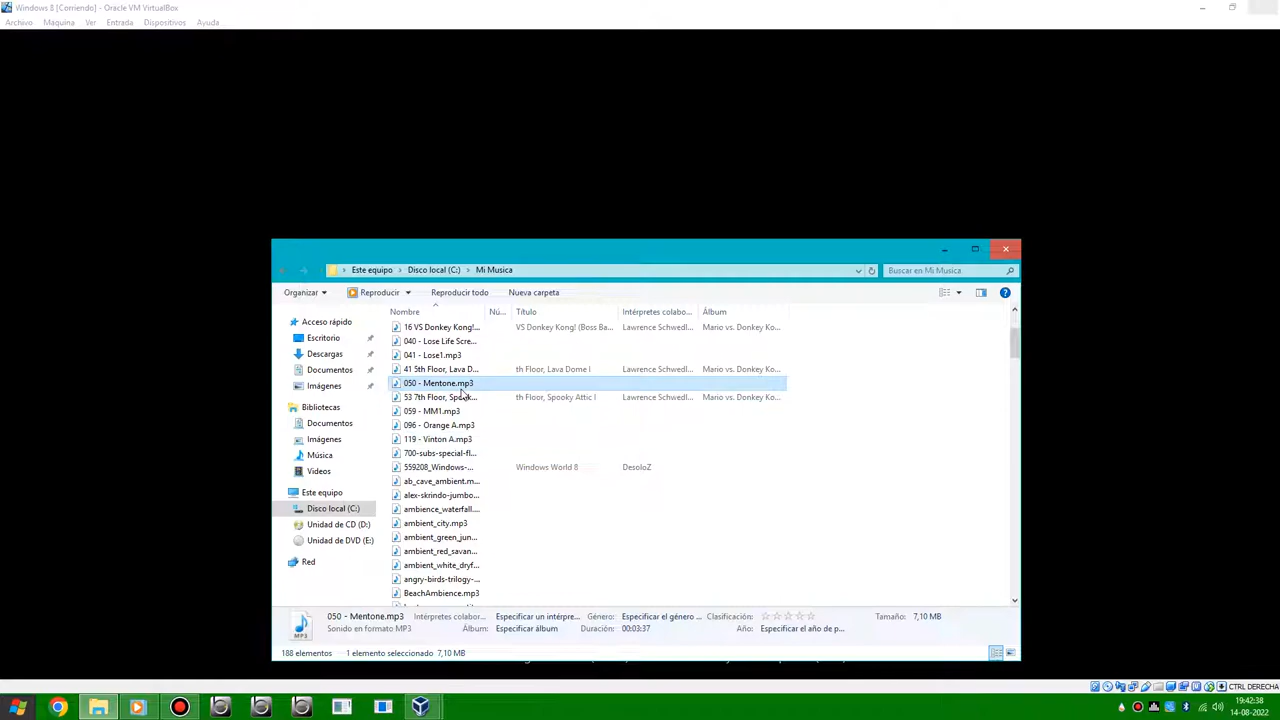 Windows 8 [Corriendo] - Oracle VM VirtualBox
Archivo Maquina Ver Entrada Dispositivos Ayuda
Este equipo Disco local (C:) Mi Musica
Buscar en Mi Musica
Organizar Reproducir Reproducir todo Nueva carpeta
Acceso rápido
Escritorio
Descargas
Documentos
Imágenes
Bibliotecas
Documentos
Imágenes
Música
Videos
Este equipo
Disco local (C:)
Unidad de CD (D:)
Unidad de DVD (E:)
Red
Nombre Nú... Título Intérpretes colabo... Álbum
16 VS Donkey Kong!... VS Donkey Kong! (Boss Ba... Lawrence Schwedl... Mario vs. Donkey Ko...
040 - Lose Life Scre...
041 - Lose1.mp3
41 5th Floor, Lava D... th Floor, Lava Dome I Lawrence Schwedl... Mario vs. Donkey Ko...
050 - Mentone.mp3
53 7th Floor, Spook... th Floor, Spooky Attic I Lawrence Schwedl... Mario vs. Donkey Ko...
059 - MM1.mp3
096 - Orange A.mp3
119 - Vinton A.mp3
700-subs-special-fl...
559208_Windows-... Windows World 8 DesoloZ
ab_cave_ambient.m...
alex-skrindo-jumbo...
ambience_waterfall....
ambient_city.mp3
ambient_green_jun...
ambient_red_savan...
ambient_white_dryf...
angry-birds-trilogy-...
BeachAmbience.mp3
050 - Mentone.mp3 Intérpretes colabor... Especificar un intérpre... Género: Especificar el género ... Clasificación: Tamaño: 7,10 MB
Sonido en formato MP3 Álbum: Especificar álbum Duración: 00:03:37 Año: Especificar el año de p...
MP3
188 elementos 1 elemento seleccionado 7,10 MB
CTRL DERECHA
19:42:38
14-08-2022